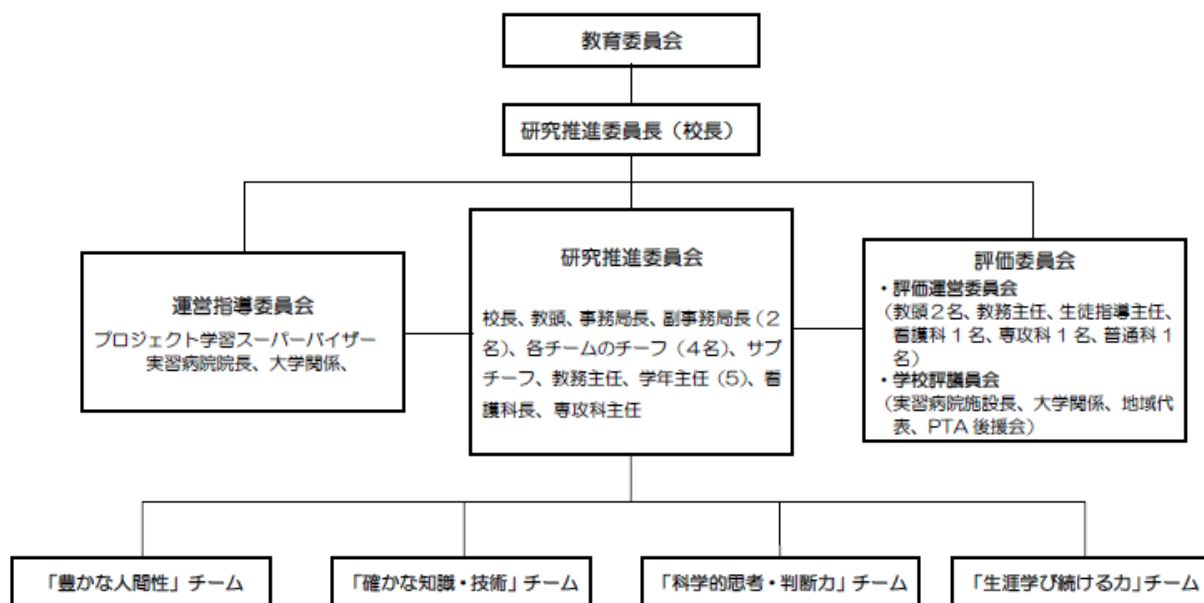 教育委員会
研究推進委員長（校長）
運営指導委員会
プロジェクト学習スーパーバイザー
実習病院院長、大学関係、
研究推進委員会
校長、教頭、事務局長、副事務局長（２
名）、各チームのチーフ（４名）、サブ
チーフ、教務主任、学年主任（5）、看
護科長、専攻科主任
評価委員会
・評価運営委員会
（教頭２名、教務主任、生徒指導主任、
看護科１名、専攻科１名、普通科１
名）
・学校評議員会
（実習病院施設長、大学関係、地域代
表、PTA 後援会）
「豊かな人間性」チーム
「確かな知識・技術」チーム
「科学的思考・判断力」チーム
「生涯学び続ける力」チーム